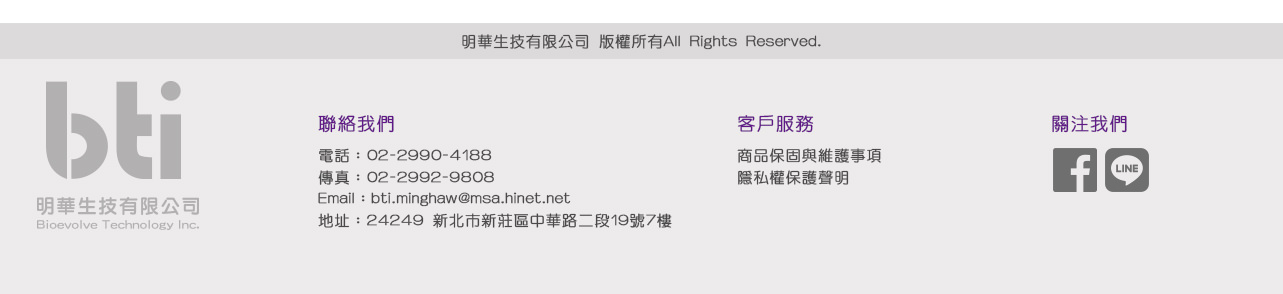 明華生技有限公司 版權所有All Rights Reserved.
bti
明華生技有限公司
Bioevolve Technology Inc.
聯絡我們
電話：02-2990-4188
傳真：02-2992-9808
Email：bti.minghaw@msa.hinet.net
地址：24249 新北市新莊區中華路二段19號7樓
客戶服務
商品保固與維護事項
隱私權保護聲明
關注我們
LINE